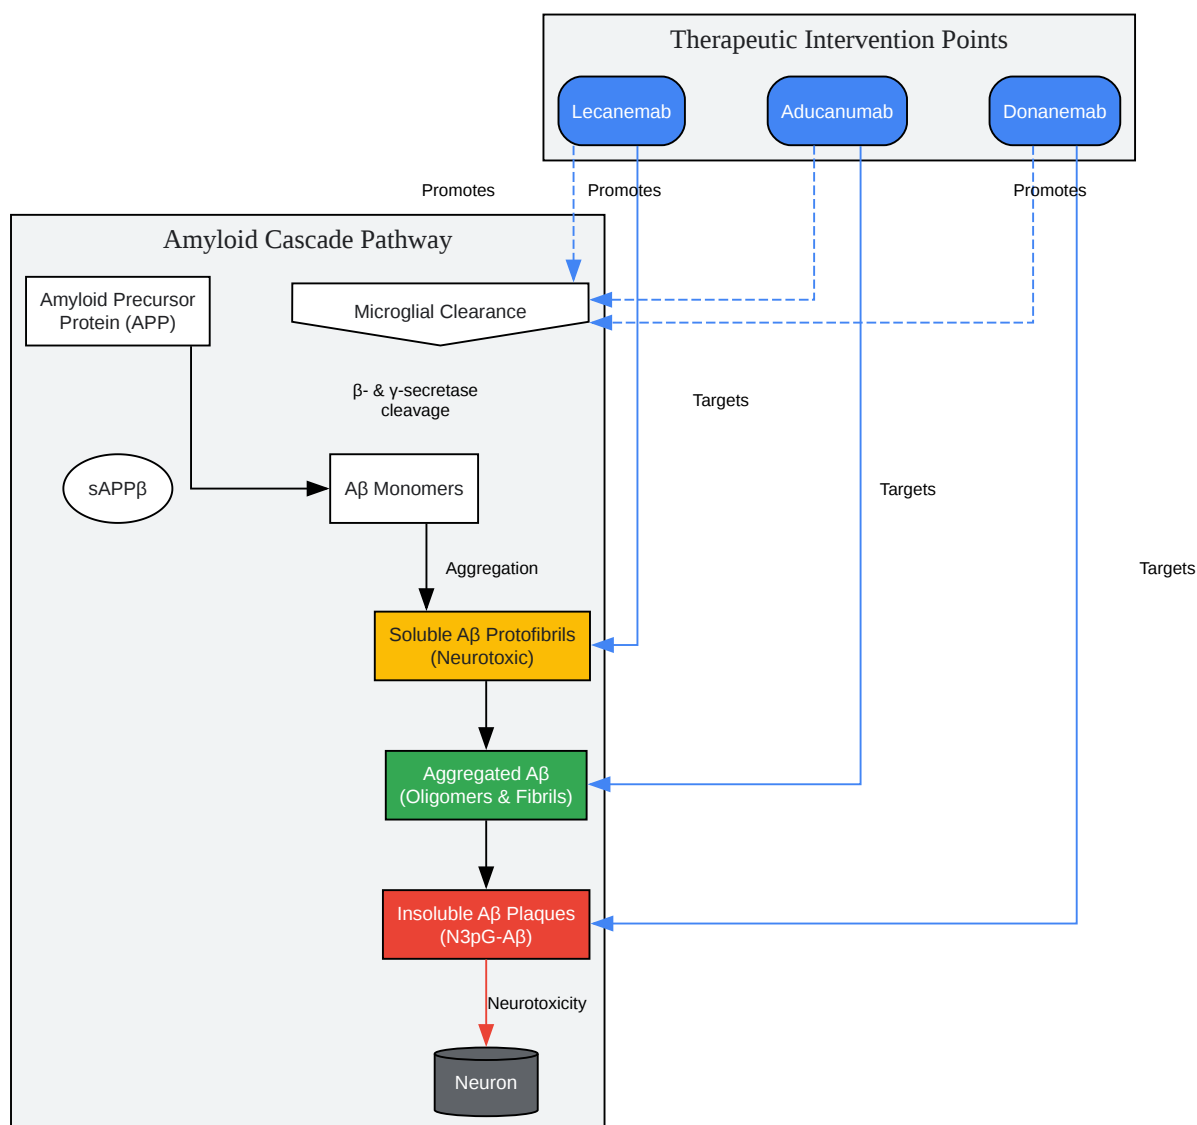 Therapeutic Intervention Points
Lecanemab
Aducanumab
Donanemab
Promotes
Promotes
Promotes
Amyloid Cascade Pathway
Amyloid Precursor
Protein (APP)
Microglial Clearance
β- & γ-secretase
cleavage
Targets
sAPPβ
Aβ Monomers
Targets
Aggregation
Targets
Soluble Aβ Protofibrils
(Neurotoxic)
Aggregated Aβ
(Oligomers & Fibrils)
Insoluble Aβ Plaques
(N3pG-Aβ)
Neurotoxicity
Neuron